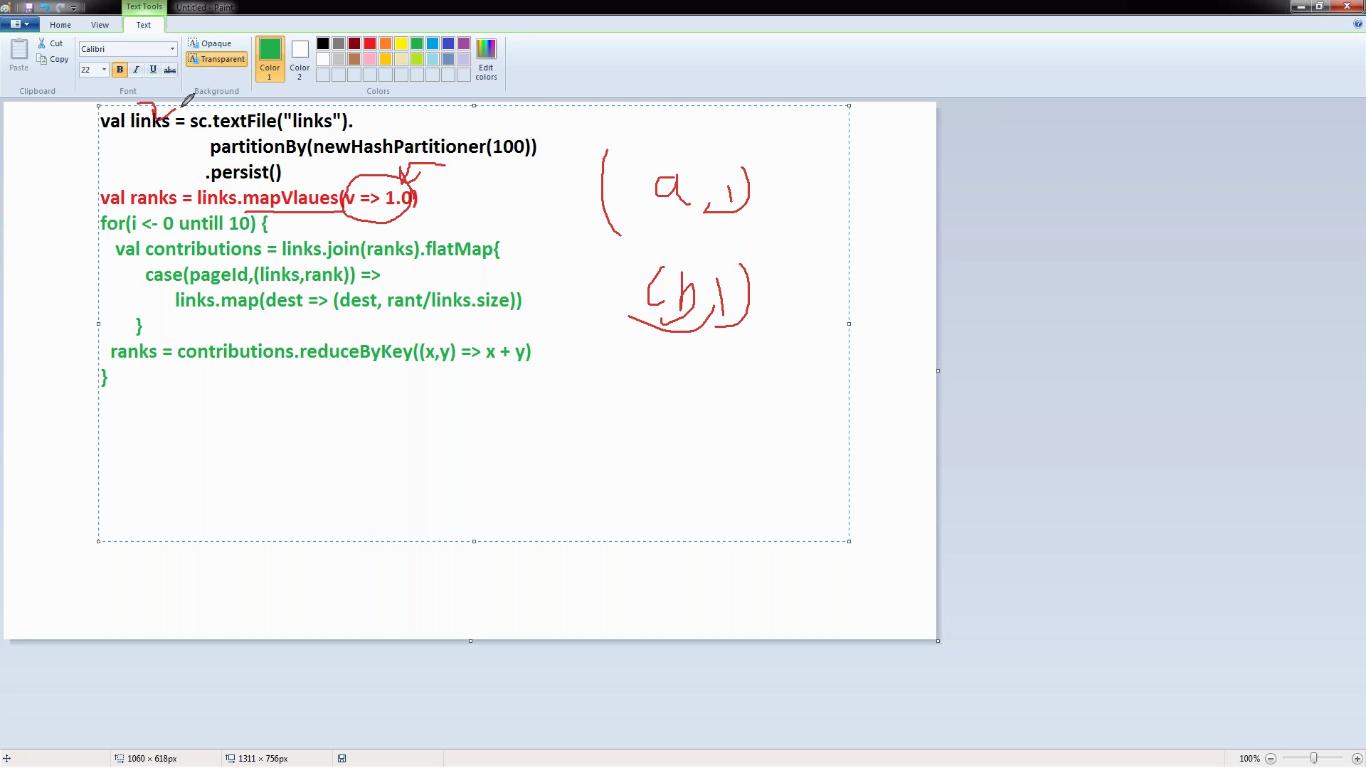 Text Tools
Untitled - Paint
Home View Text
Cut
Copy
Paste
Clipboard
Calibri
22 B I U abc
Font
Opaque
Transparent
Background
Color 1
Color 2
Edit colors
Colors
val links = sc.textFile("links").
partitionBy(newHashPartitioner(100))
.persist()
val ranks = links.mapVlaues(v => 1.0)
for(i <- 0 untill 10) {
val contributions = links.join(ranks).flatMap{
case(pageId,(links,rank)) =>
links.map(dest => (dest, rant/links.size))
}
ranks = contributions.reduceByKey((x,y) => x + y)
}
(a, 1)
(b, 1)
1060 × 618px
1311 × 756px
100%